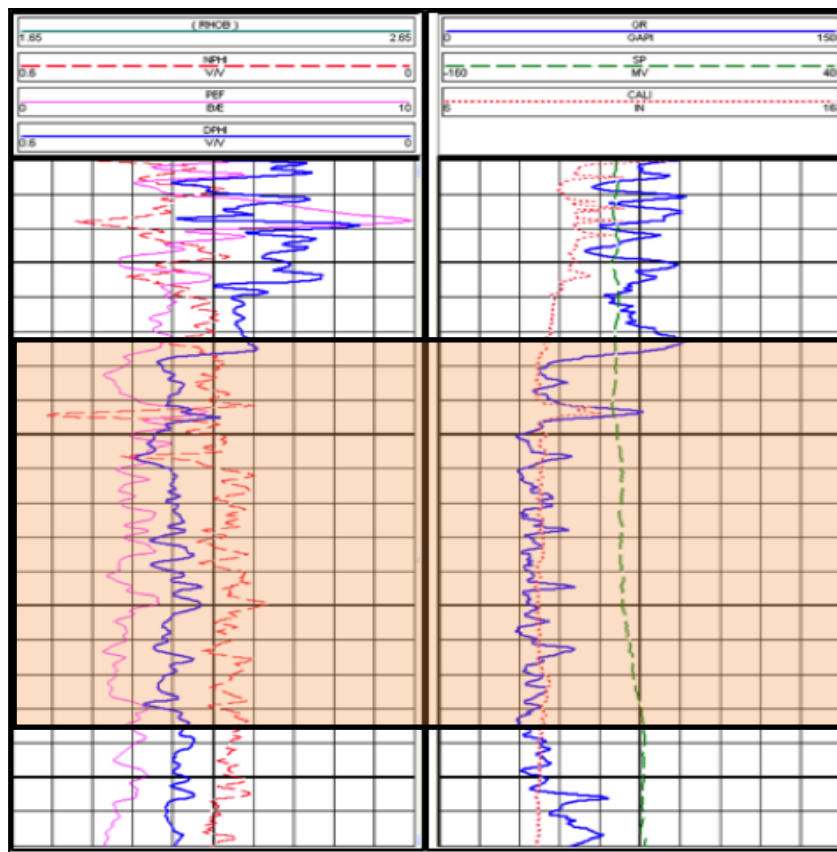 ( RHOB )
1.65 2.65
NPHI
0.6 V/V 0
PEF
0 B/E 10
DPHI
0.6 V/V 0
GR
0 GAPI 150
SP
-160 MV 40
CALI
6 IN 16